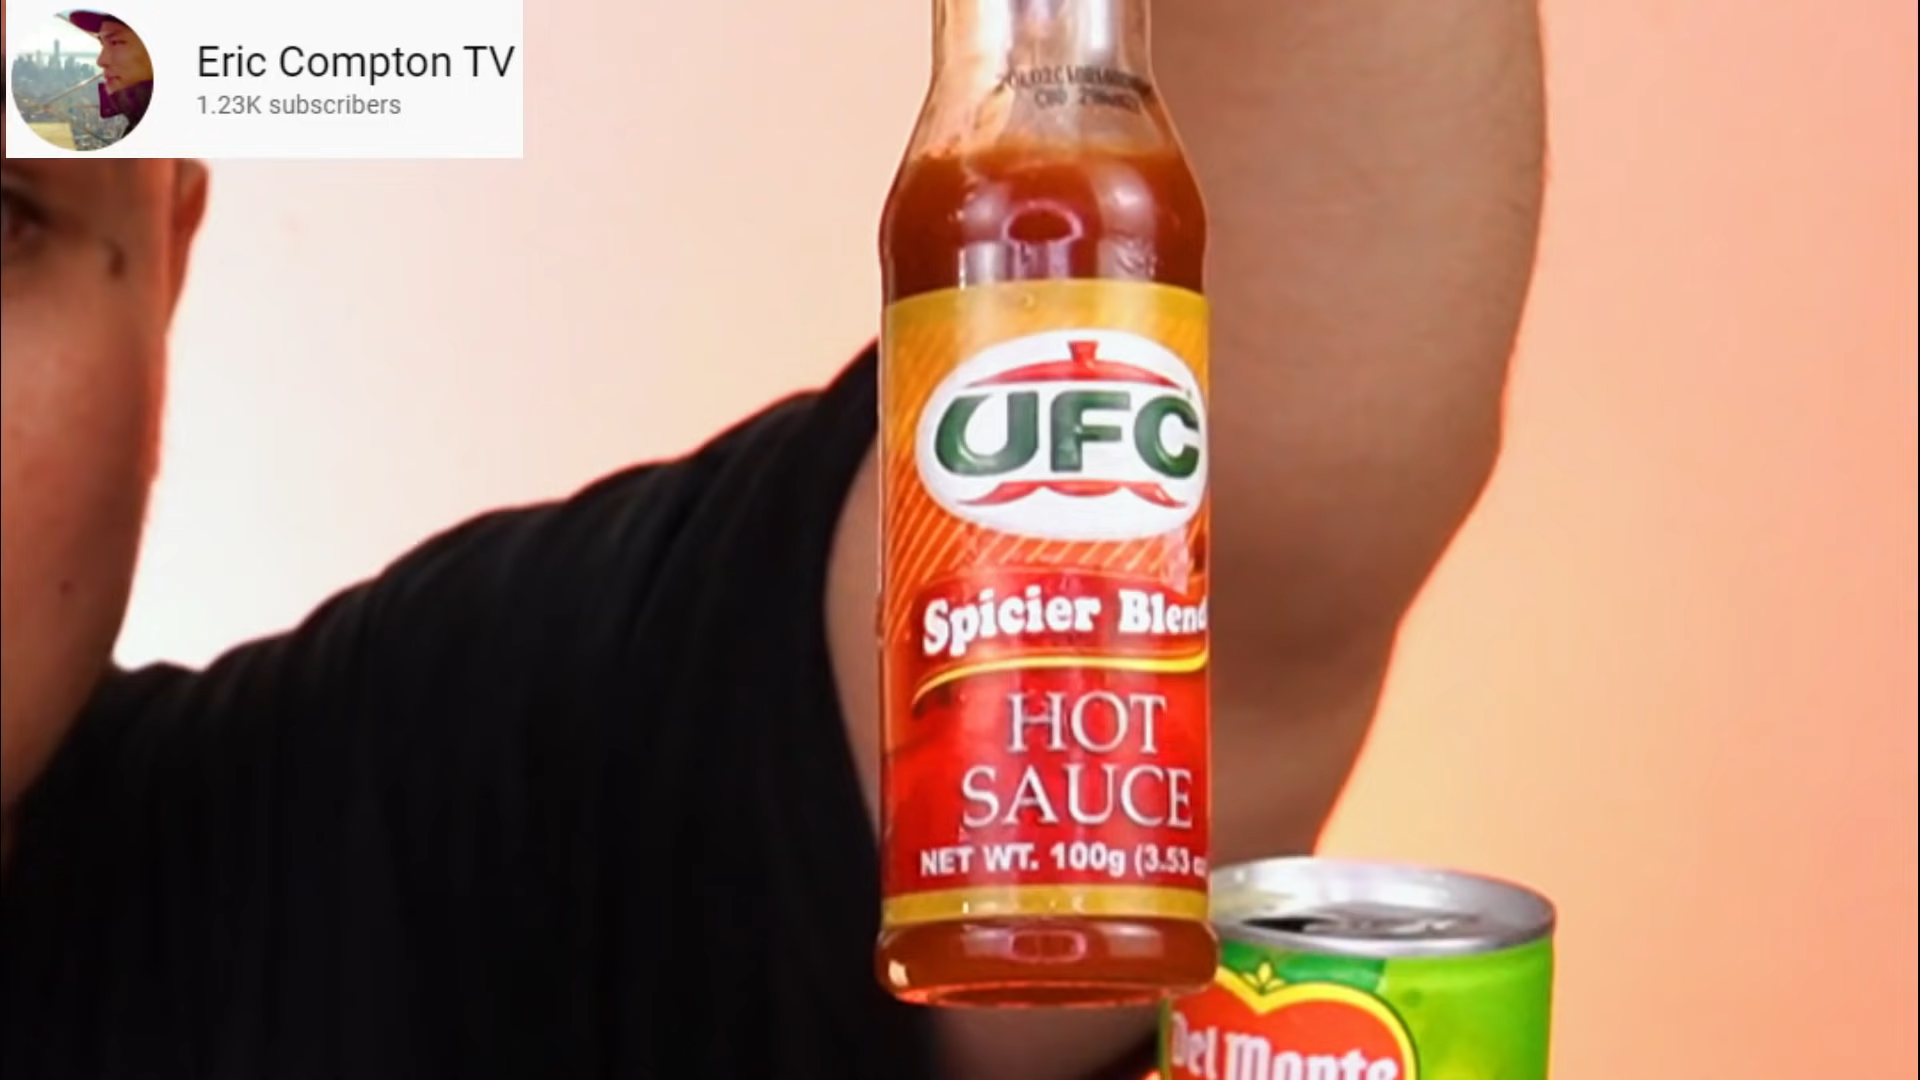 Eric Compton TV
1.23K subscribers
UFC
Spicier Blend
HOT
SAUCE
NET WT. 100g (3.53
Del Monte